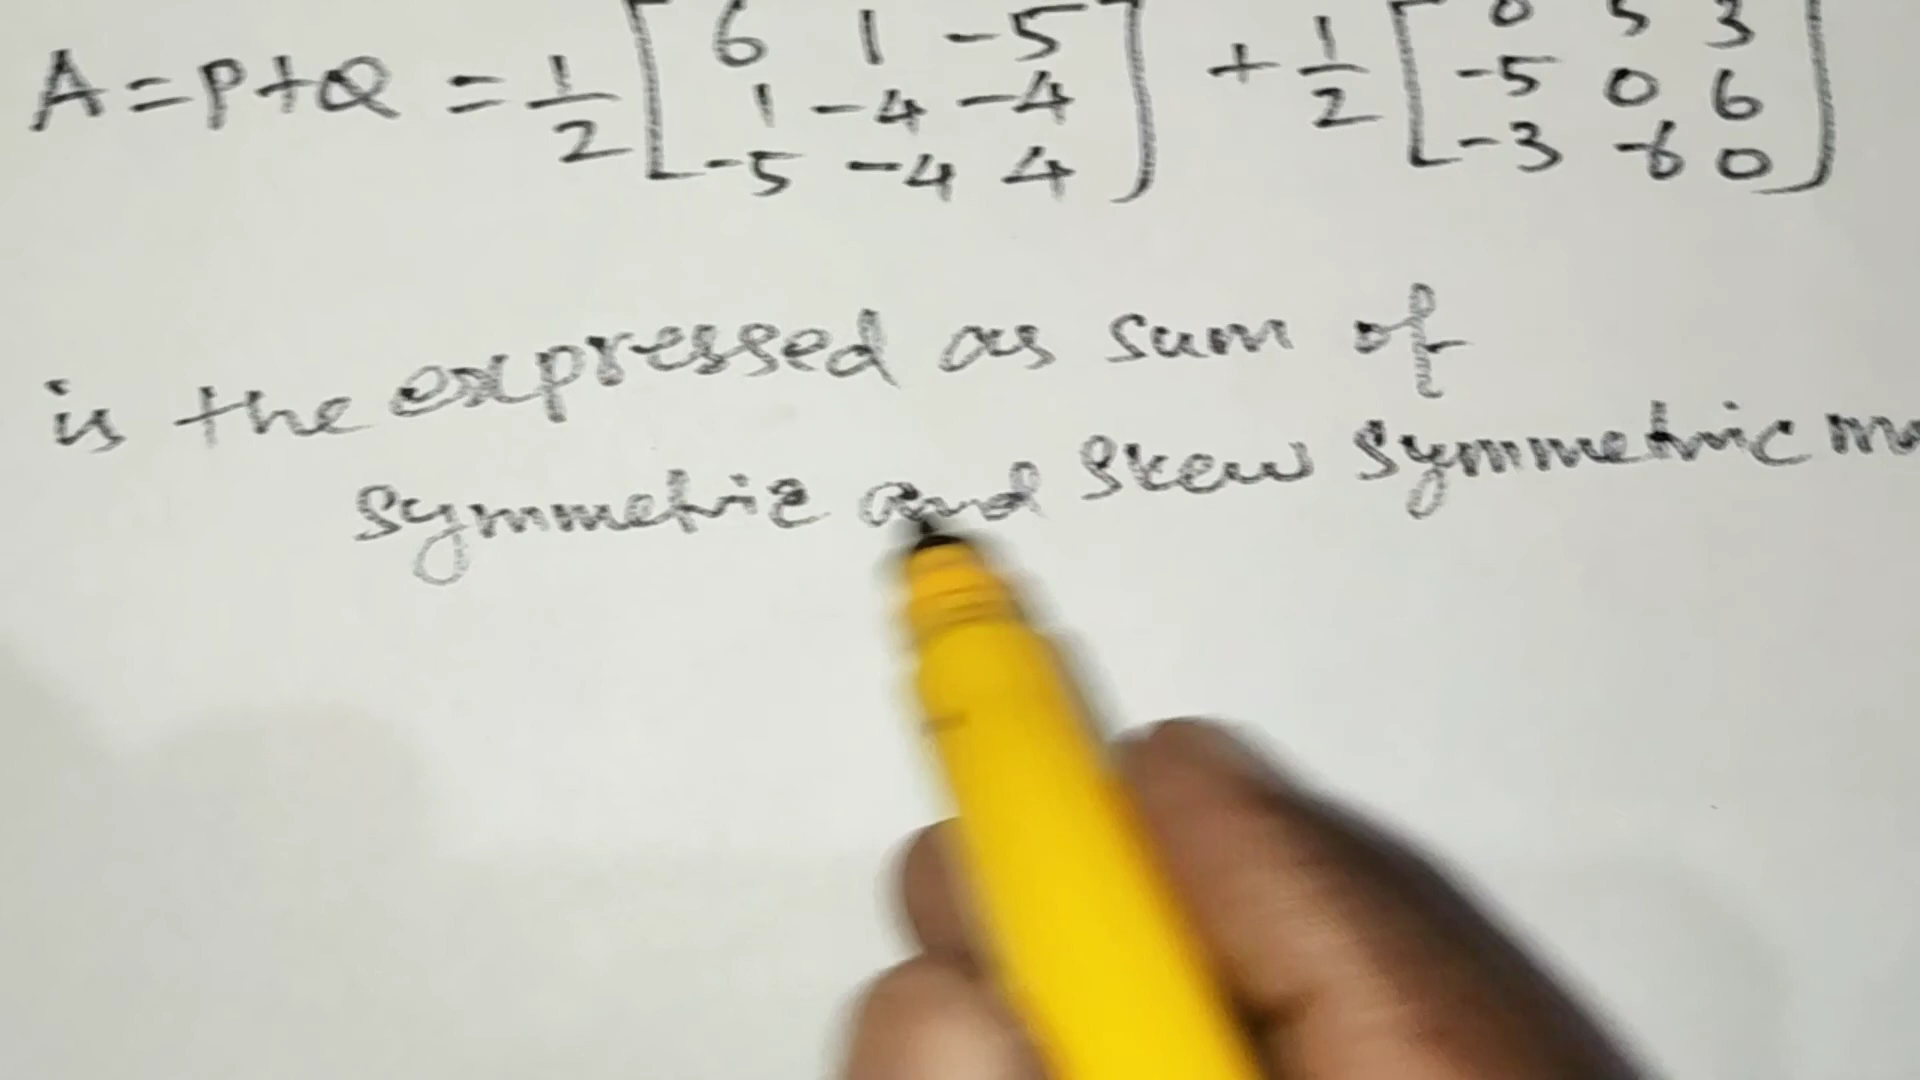 6 1 -5 0 5 3
A=P+Q = 1/2 [ 1 -4 -4 ] + 1/2 [ -5 0 6 ]
-5 -4 4 -3 -6 0
is the expressed as sum of
symmetric and skew symmetric